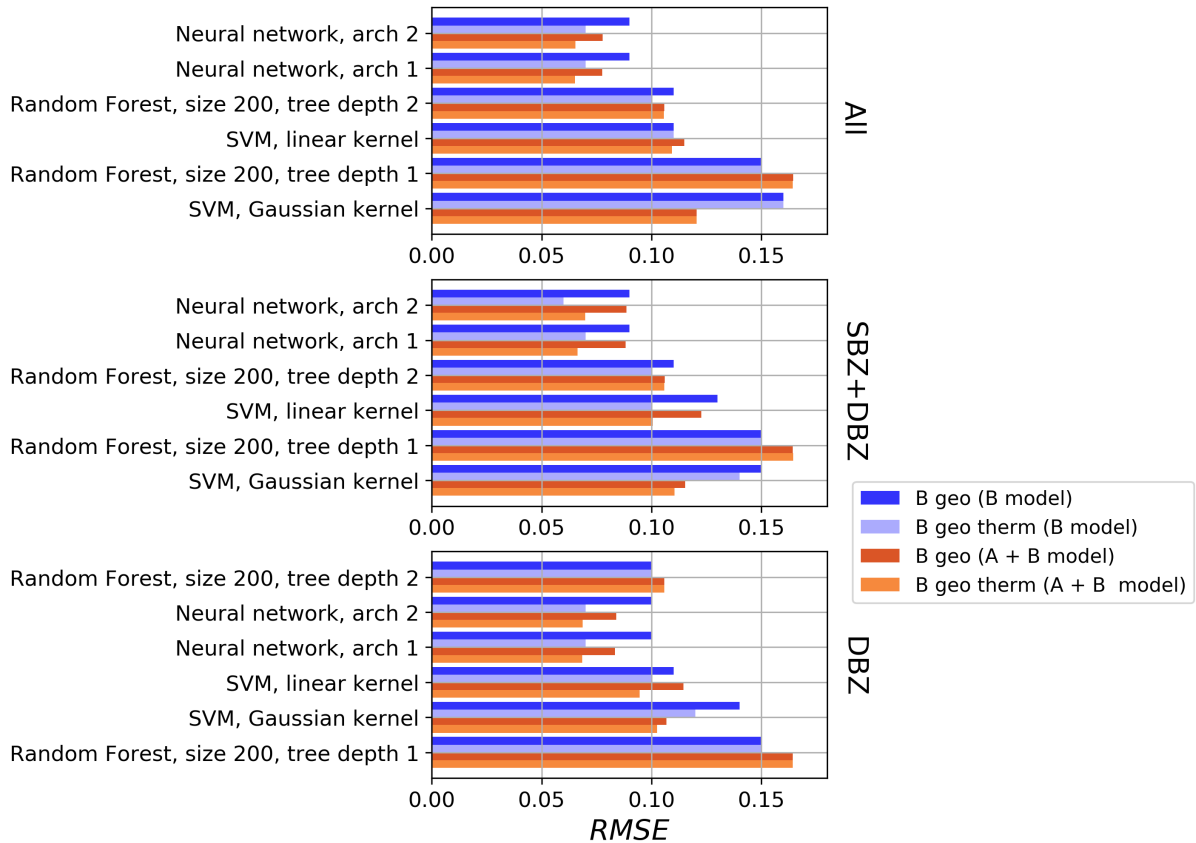 Neural network, arch 2
Neural network, arch 1
Random Forest, size 200, tree depth 2
SVM, linear kernel
Random Forest, size 200, tree depth 1
SVM, Gaussian kernel
0.00 0.05 0.10 0.15
All
Neural network, arch 2
Neural network, arch 1
Random Forest, size 200, tree depth 2
SVM, linear kernel
Random Forest, size 200, tree depth 1
SVM, Gaussian kernel
0.00 0.05 0.10 0.15
SBZ+DBZ
B geo (B model)
B geo therm (B model)
B geo (A + B model)
B geo therm (A + B model)
Random Forest, size 200, tree depth 2
Neural network, arch 2
Neural network, arch 1
SVM, linear kernel
SVM, Gaussian kernel
Random Forest, size 200, tree depth 1
0.00 0.05 0.10 0.15
RMSE
DBZ